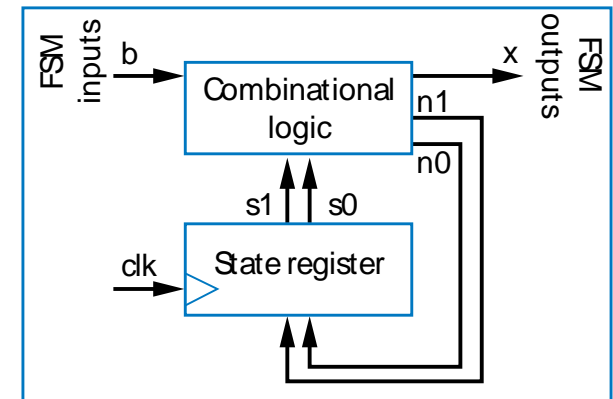 FSM
inputs
b
x
FSM
outputs
Combinational
logic
n1
n0
s1 s0
clk
State register